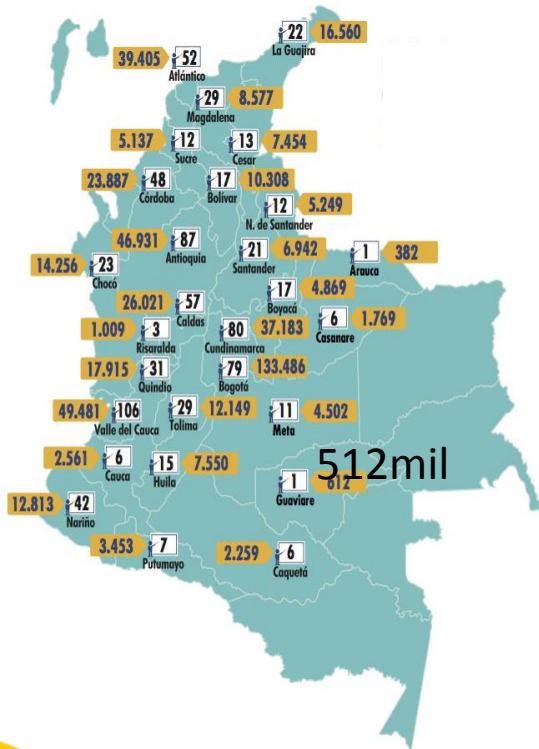 22 16.560
La Guajira
39.405 52
Atlántico
29 8.577
Magdalena
5.137 12
Sucre
13 7.454
Cesar
23.887 48
Córdoba
17 10.308
Bolívar
12 5.249
N. de Santander
46.931 87
Antioquia
21 6.942
Santander
1 382
Arauca
14.256 23
Chocó
17 4.869
Boyacá
26.021 57
Caldas
6 1.769
Casanare
1.009 3
Risaralda
80 37.183
Cundinamarca
17.915 31
Quindio
79 133.486
Bogotá
49.481 106
Valle del Cauca
29 12.149
Tolima
11 4.502
Meta
2.561 6
Cauca
15 7.550
Huila
512mil
1
Guaviare
12.813 42
Nariño
3.453 7
Putumayo
2.259 6
Caquetá